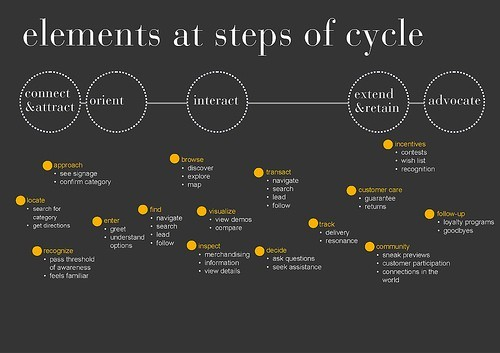 elements at steps of cycle
connect
&attract
orient
interact
extend
&retain
advocate
approach
• see signage
• confirm category
locate
• search for
category
• get directions
recognize
• pass threshold
of awareness
• feels familiar
enter
• greet
• understand
options
find
• navigate
• search
• lead
• follow
browse
• discover
• explore
• map
visualize
• view demos
• compare
inspect
• merchandising
• information
• view details
transact
• navigate
• search
• lead
• follow
decide
• ask questions
• seek assistance
track
• delivery
• resonance
customer care
• guarantee
• returns
incentives
• contests
• wish list
• recognition
community
• sneak previews
• customer participation
• connections in the
world
follow-up
• loyalty programs
• goodbyes